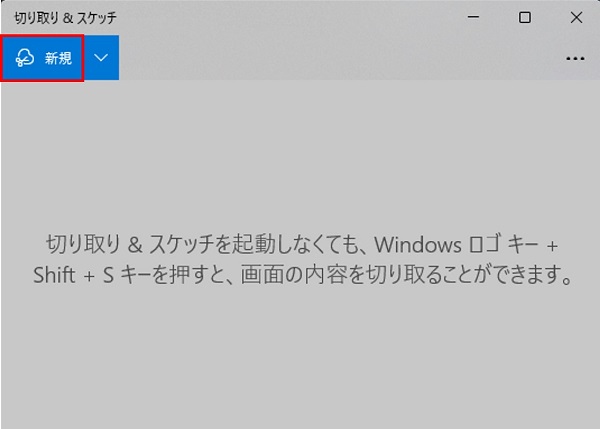 切り取り & スケッチ
新規
切り取り & スケッチを起動しなくても、Windows ロゴ キー +
Shift + S キーを押すと、画面の内容を切り取ることができます。